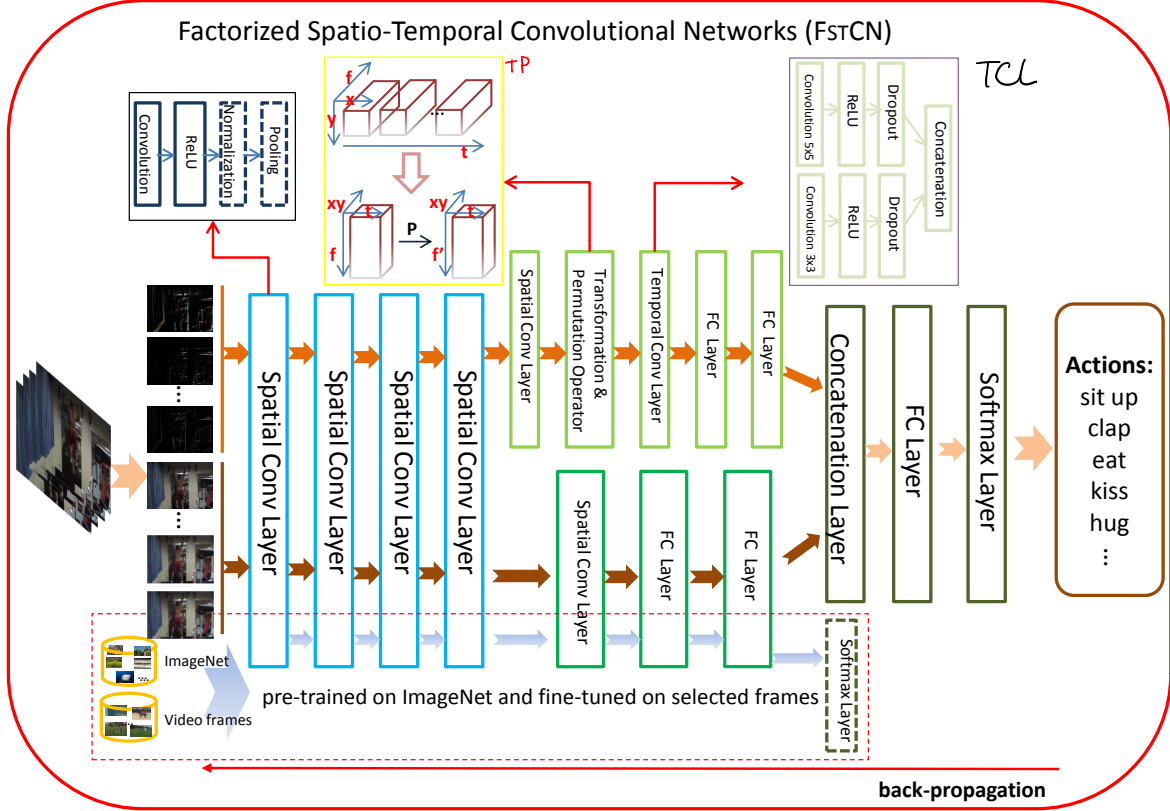 Factorized Spatio-Temporal Convolutional Networks (FSTCN)
TP
TCL
Convolution
ReLU
Normalization
Pooling
f
x
y
...
t
xy
t
f
P
xy
t
f'
Convolution 5x5
ReLU
Dropout
Concatenation
Convolution 3x3
ReLU
Dropout
Spatial Conv Layer
Spatial Conv Layer
Spatial Conv Layer
Spatial Conv Layer
Spatial Conv Layer
Transformation &
Permutation Operator
Temporal Conv Layer
FC Layer
FC Layer
Spatial Conv Layer
FC Layer
FC Layer
Concatenation Layer
FC Layer
Softmax Layer
Actions:
sit up
clap
eat
kiss
hug
...
ImageNet
Video frames
pre-trained on ImageNet and fine-tuned on selected frames
Softmax Layer
back-propagation